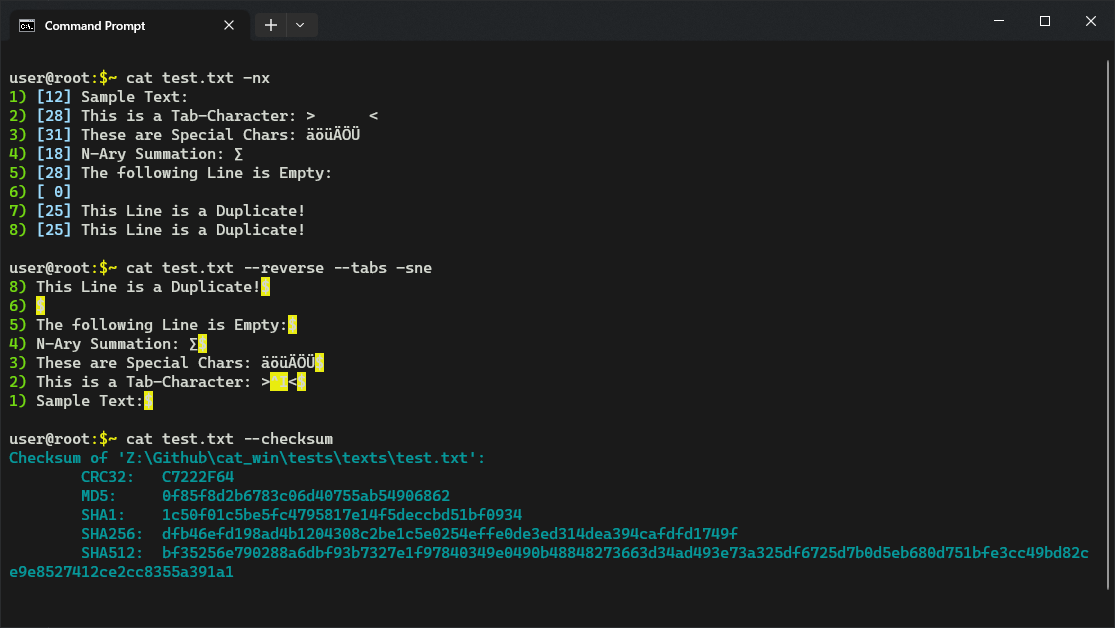 Command Prompt
user@root:$~ cat test.txt -nx
1) [12] Sample Text:
2) [28] This is a Tab-Character: >      <
3) [31] These are Special Chars: äöüÄÖÜ
4) [18] N-Ary Summation: ∑
5) [28] The following Line is Empty:
6) [ 0]
7) [25] This Line is a Duplicate!
8) [25] This Line is a Duplicate!
user@root:$~ cat test.txt --reverse --tabs -sne
8) This Line is a Duplicate!$
6) $
5) The following Line is Empty:$
4) N-Ary Summation: ∑$
3) These are Special Chars: äöüÄÖÜ$
2) This is a Tab-Character: >^I<$
1) Sample Text:$
user@root:$~ cat test.txt --checksum
Checksum of 'Z:\Github\cat_win\tests\texts\test.txt':
CRC32: C7222F64
MD5: 0f85f8d2b6783c06d40755ab54906862
SHA1: 1c50f01c5be5fc4795817e14f5deccbd51bf0934
SHA256: dfb46efd198ad4b1204308c2be1c5e0254effe0de3ed314dea394cafdfd1749f
SHA512: bf35256e790288a6dbf93b7327e1f97840349e0490b48848273663d34ad493e73a325df6725d7b0d5eb680d751bfe3cc49bd82c
e9e8527412ce2cc8355a391a1